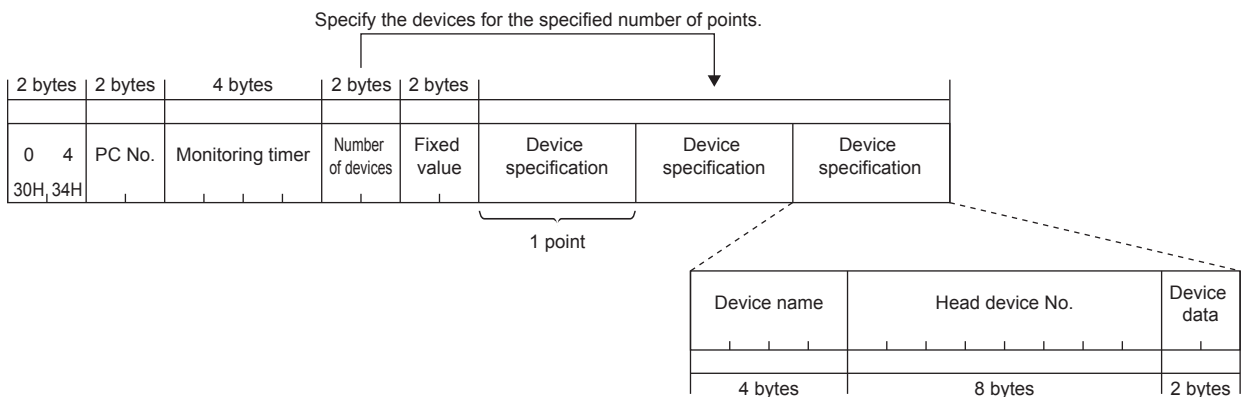 Specify the devices for the specified number of points.
2 bytes 2 bytes 4 bytes 2 bytes 2 bytes
0 4 PC No. Monitoring timer Number of devices Fixed value Device specification Device specification Device specification
30H 34H
1 point
Device name Head device No. Device data
4 bytes 8 bytes 2 bytes